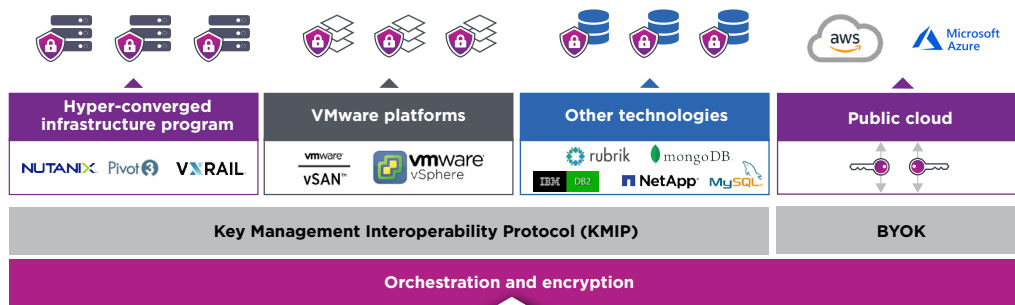 aws
Microsoft
Azure
Hyper-converged
infrastructure program
VMware platforms
Other technologies
Public cloud
NUTANIX
Pivot3
VXRAIL
vmware
vSAN™
vmware®
vSphere
rubrik
mongoDB
IBM DB2
NetApp®
MySQL
Key Management Interoperability Protocol (KMIP)
BYOK
Orchestration and encryption